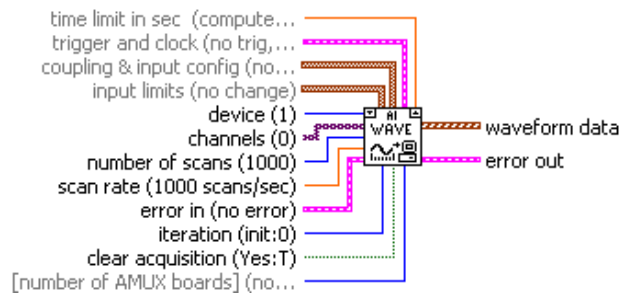 time limit in sec  (compute...
trigger and clock (no trig,...
coupling & input config (no...
input limits (no change)
device (1)
channels (0)
number of scans (1000)
scan rate (1000 scans/sec)
error in (no error)
iteration (init:0)
clear acquisition (Yes:T)
[number of AMUX boards] (no...
AI
WAVE
waveform data
error out